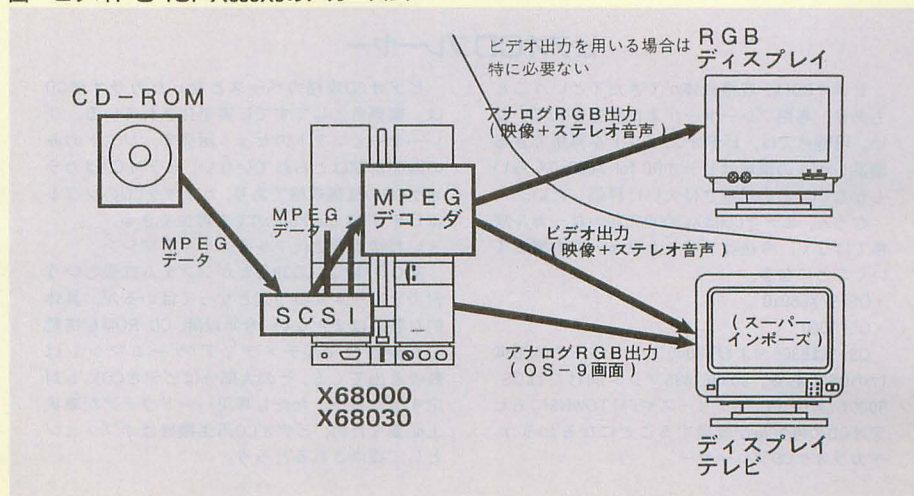 ビデオ出力を用いる場合は
特に必要ない
RGB
ディスプレイ
CD-ROM
アナログRGB出力
(映像+ステレオ音声)
MPEG
デコーダ
MPEG
データ
MPEG
データ
ビデオ出力
(映像+ステレオ音声)
SCSI
(スーパー
インポーズ)
アナログRGB出力
(OS-9画面)
X68000
X68030
ディスプレイ
テレビ